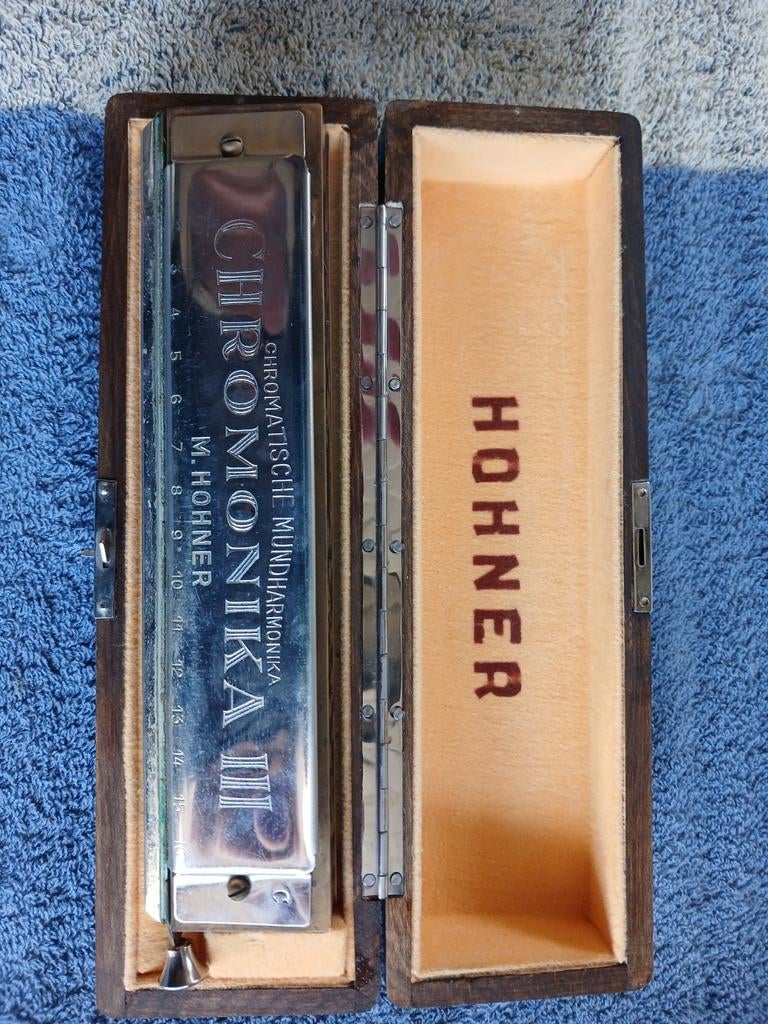 CHROMATISCHE MUNDHARMONIKA
CHROMONIKA III
M. HOHNER
4 5 6 7 8 9 10 11 12 13 14 15
C
HOHNER